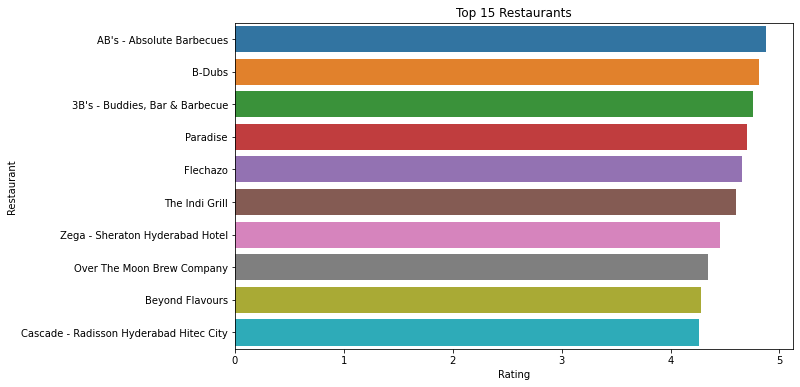 Top 15 Restaurants
Restaurant
AB's - Absolute Barbecues
B-Dubs
3B's - Buddies, Bar & Barbecue
Paradise
Flechazo
The Indi Grill
Zega - Sheraton Hyderabad Hotel
Over The Moon Brew Company
Beyond Flavours
Cascade - Radisson Hyderabad Hitec City
0 1 2 3 4 5
Rating